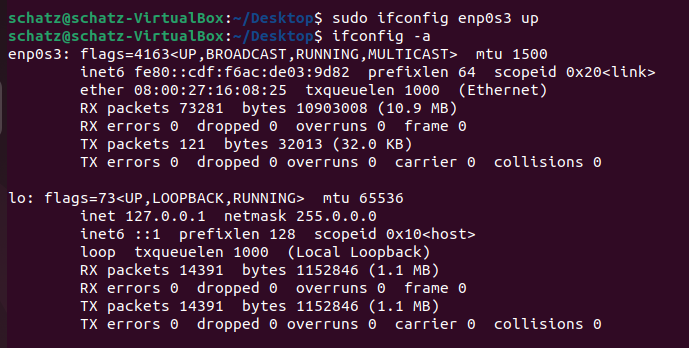 schatz@schatz-VirtualBox:~/Desktop$ sudo ifconfig enp0s3 up
schatz@schatz-VirtualBox:~/Desktop$ ifconfig -a
enp0s3: flags=4163<UP,BROADCAST,RUNNING,MULTICAST>  mtu 1500
        inet6 fe80::cdf:f6ac:de03:9d82  prefixlen 64  scopeid 0x20<link>
        ether 08:00:27:16:08:25  txqueuelen 1000  (Ethernet)
        RX packets 73281  bytes 10903008 (10.9 MB)
        RX errors 0  dropped 0  overruns 0  frame 0
        TX packets 121  bytes 32013 (32.0 KB)
        TX errors 0  dropped 0 overruns 0  carrier 0  collisions 0

lo: flags=73<UP,LOOPBACK,RUNNING>  mtu 65536
        inet 127.0.0.1  netmask 255.0.0.0
        inet6 ::1  prefixlen 128  scopeid 0x10<host>
        loop  txqueuelen 1000  (Local Loopback)
        RX packets 14391  bytes 1152846 (1.1 MB)
        RX errors 0  dropped 0  overruns 0  frame 0
        TX packets 14391  bytes 1152846 (1.1 MB)
        TX errors 0  dropped 0 overruns 0  carrier 0  collisions 0